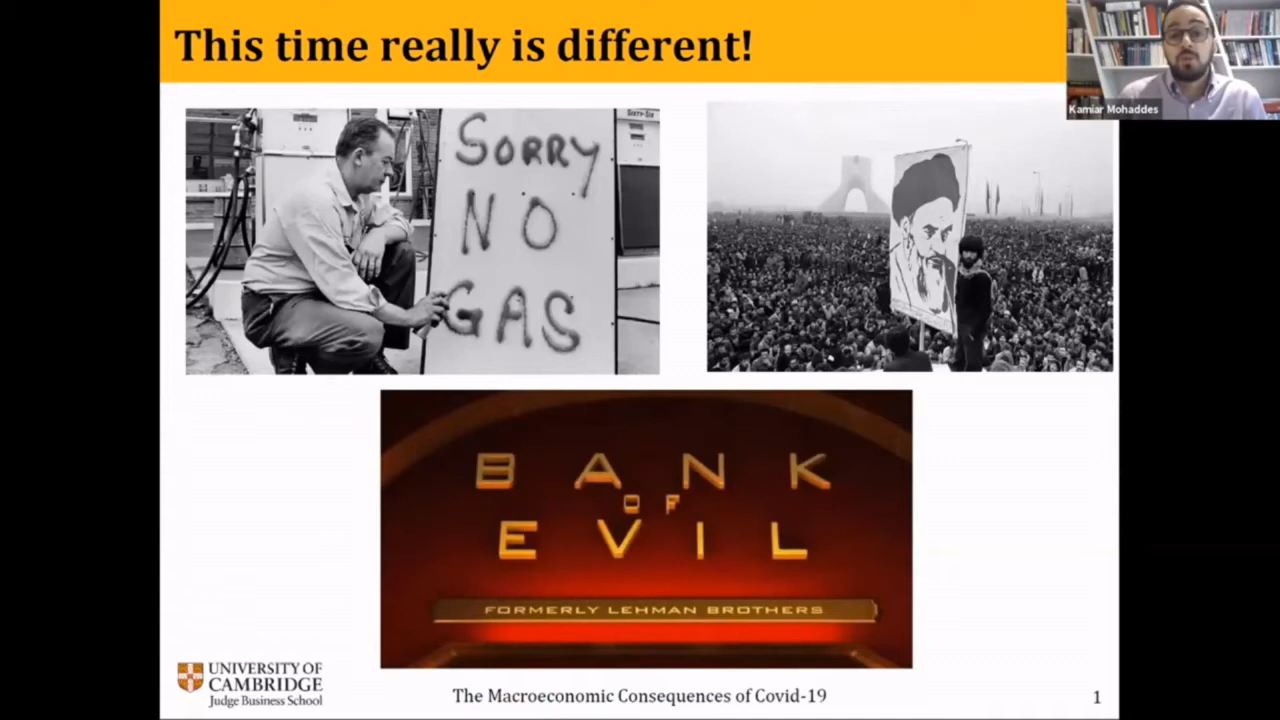 This time really is different!
Kamiar Mohaddes
SORRY
NO
GAS
BANK
OF
EVIL
FORMERLY LEHMAN BROTHERS
UNIVERSITY OF
CAMBRIDGE
Judge Business School
The Macroeconomic Consequences of Covid-19
1